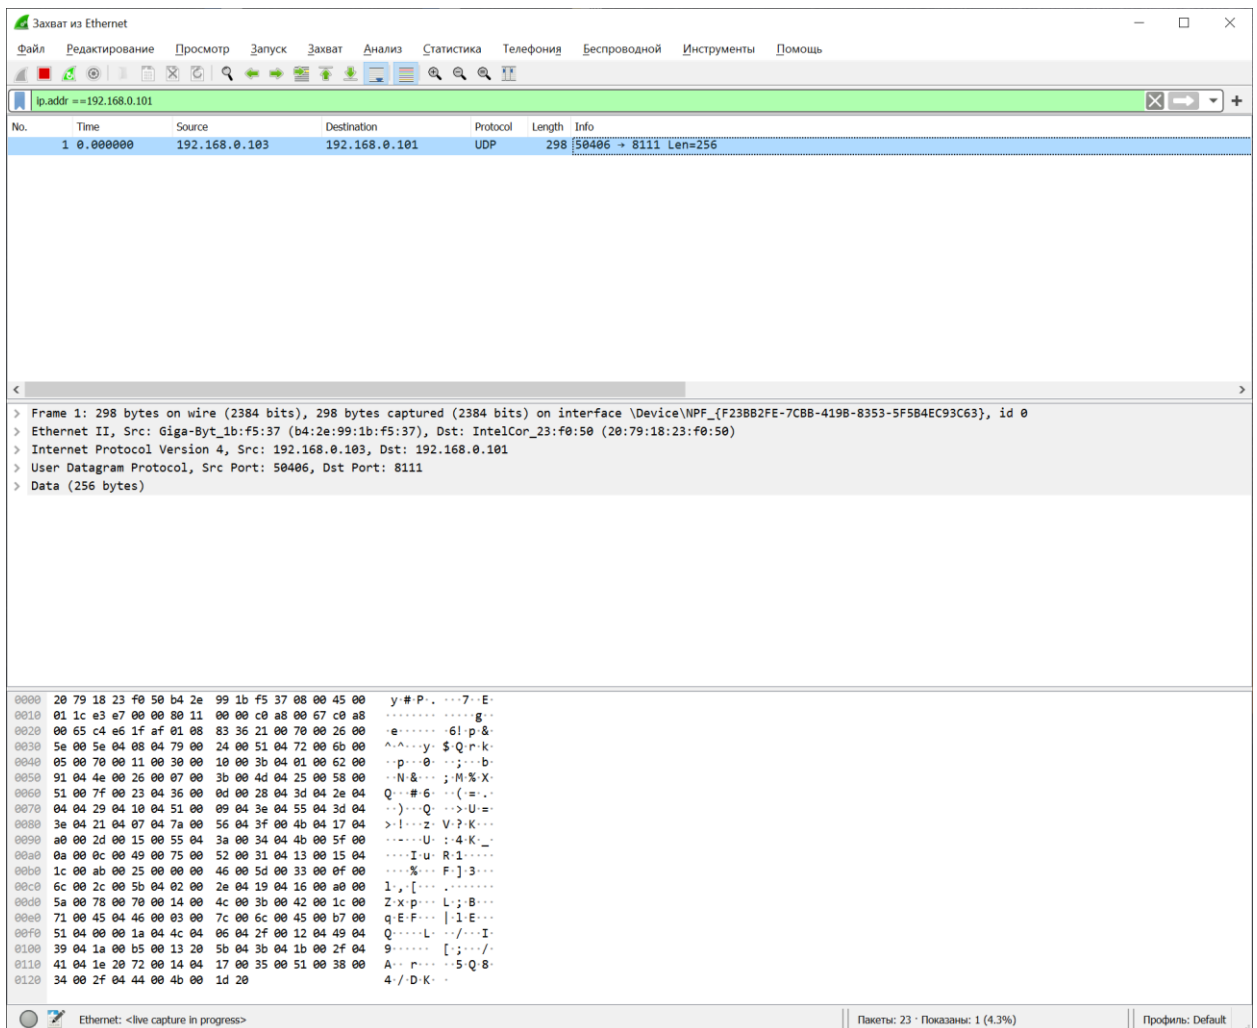 Захват из Ethernet
Файл Редактирование Просмотр Запуск Захват Анализ Статистика Телефония Беспроводной Инструменты Помощь
ip.addr ==192.168.0.101
No. Time Source Destination Protocol Length Info
1 0.000000 192.168.0.103 192.168.0.101 UDP 298 50406 → 8111 Len=256
> Frame 1: 298 bytes on wire (2384 bits), 298 bytes captured (2384 bits) on interface \Device\NPF_{F23BB2FE-7CBB-419B-8353-5F5B4EC93C63}, id 0
> Ethernet II, Src: Giga-Byt_1b:f5:37 (b4:2e:99:1b:f5:37), Dst: IntelCor_23:f0:50 (20:79:18:23:f0:50)
> Internet Protocol Version 4, Src: 192.168.0.103, Dst: 192.168.0.101
> User Datagram Protocol, Src Port: 50406, Dst Port: 8111
> Data (256 bytes)
0000 20 79 18 23 f0 50 b4 2e 99 1b f5 37 08 00 45 00 y·#·P·. ···7··E·
0010 01 1c e3 e7 00 00 80 11 00 00 c0 a8 00 67 c0 a8 ········ ·····g··
0020 00 65 c4 e6 1f af 01 08 83 36 21 00 70 00 26 00 ·e······ ·6!·p·&·
0030 5e 00 5e 04 08 04 79 00 24 00 51 04 72 00 6b 00 ^·^···y· $·Q·r·k·
0040 05 00 70 00 11 00 30 00 10 00 3b 04 01 00 62 00 ··p···0· ··;···b·
0050 91 04 4e 00 26 00 07 00 3b 00 4d 04 25 00 58 00 ··N·&··· ;·M·%·X·
0060 51 00 7f 00 23 04 36 00 0d 00 28 04 3d 04 2e 04 Q···#·6· ··(·=·.·
0070 04 04 29 04 10 04 51 00 09 04 3e 04 55 04 3d 04 ··)···Q· ··>·U·=·
0080 3e 04 21 04 07 04 7a 00 56 04 3f 00 4b 04 17 04 >·!···z· V·?·K···
0090 a0 00 2d 00 15 00 55 04 3a 00 34 04 4b 00 5f 00 ··-···U· :·4·K·_·
00a0 0a 00 0c 00 49 00 75 00 52 00 31 04 13 00 15 04 ····I·u· R·1·····
00b0 1c 00 ab 00 25 00 00 00 46 00 5d 00 33 00 0f 00 ····%··· F·]·3···
00c0 6c 00 2c 00 5b 04 02 00 2e 04 19 04 16 00 a0 00 l·,·[··· .·······
00d0 5a 00 78 00 70 00 14 00 4c 00 3b 00 42 00 1c 00 Z·x·p··· L·;·B···
00e0 71 00 45 04 46 00 03 00 7c 00 6c 00 45 00 b7 00 q·E·F··· |·l·E···
00f0 51 04 00 00 1a 04 4c 04 06 04 2f 00 12 04 49 04 Q·····L· ··/···I·
0100 39 04 1a 00 b5 00 13 20 5b 04 3b 04 1b 00 2f 04 9······  [·;···/·
0110 41 04 1e 20 72 00 14 04 17 00 35 00 51 00 38 00 A·· r··· ··5·Q·8·
0120 34 00 2f 04 44 00 4b 00 1d 20 4·/·D·K· ·
Ethernet: <live capture in progress> Пакеты: 23 · Показаны: 1 (4.3%) Профиль: Default